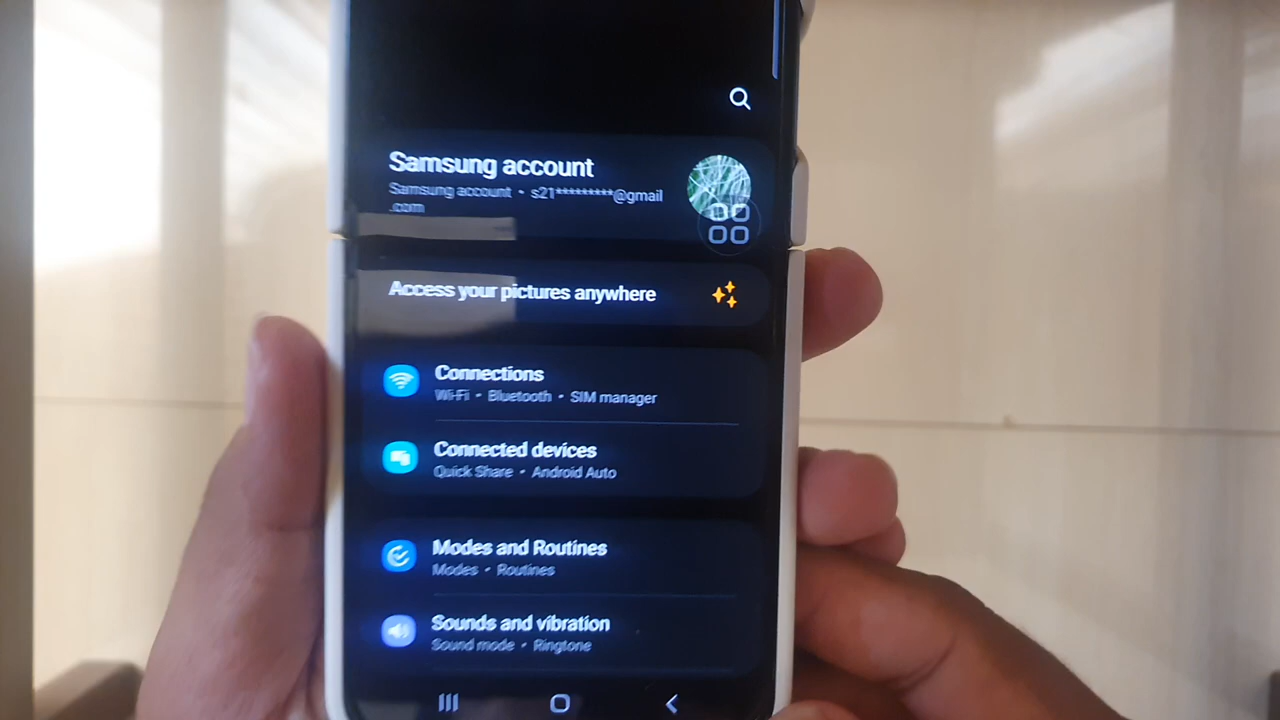 Samsung account
Samsung account • s21*********@gmail
.com
Access your pictures anywhere
Connections
Wi-Fi • Bluetooth • SIM manager
Connected devices
Quick Share • Android Auto
Modes and Routines
Modes • Routines
Sounds and vibration
Sound mode • Ringtone